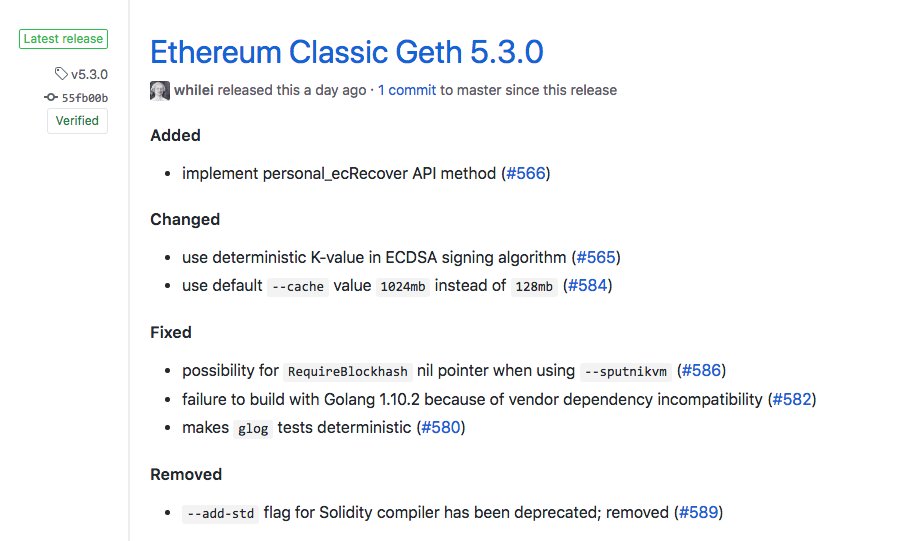 Latest release
v5.3.0
55fb00b
Verified
Ethereum Classic Geth 5.3.0
whilei released this a day ago · 1 commit to master since this release
Added
• implement personal_ecRecover API method (#566)
Changed
• use deterministic K-value in ECDSA signing algorithm (#565)
• use default --cache value 1024mb instead of 128mb (#584)
Fixed
• possibility for RequireBlockhash nil pointer when using --sputnikvm (#586)
• failure to build with Golang 1.10.2 because of vendor dependency incompatibility (#582)
• makes glog tests deterministic (#580)
Removed
• --add-std flag for Solidity compiler has been deprecated; removed (#589)